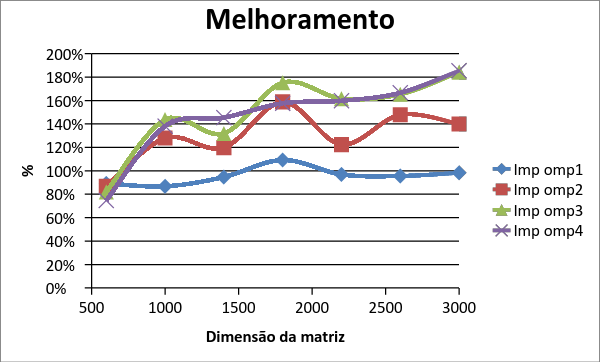 Melhoramento
200%
180%
160%
140%
120%
100%
80%
60%
40%
20%
0%
%
500 1000 1500 2000 2500 3000
Dimensão da matriz
Imp omp1
Imp omp2
Imp omp3
Imp omp4